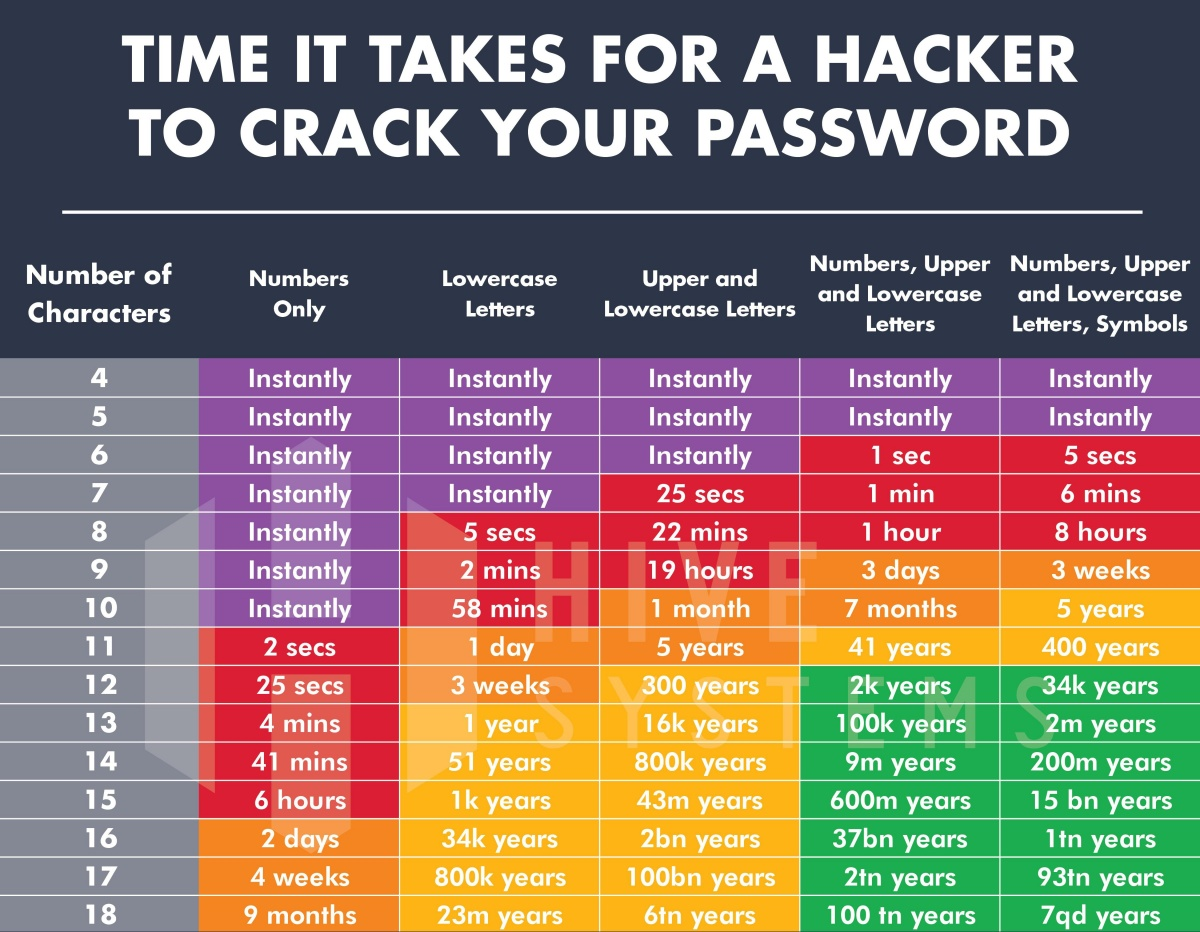 TIME IT TAKES FOR A HACKER
TO CRACK YOUR PASSWORD
Number of
Characters
Numbers
Only
Lowercase
Letters
Upper and
Lowercase Letters
Numbers, Upper
and Lowercase
Letters
Numbers, Upper
and Lowercase
Letters, Symbols
4 Instantly Instantly Instantly Instantly Instantly
5 Instantly Instantly Instantly Instantly Instantly
6 Instantly Instantly Instantly 1 sec 5 secs
7 Instantly Instantly 25 secs 1 min 6 mins
8 Instantly 5 secs 22 mins 1 hour 8 hours
9 Instantly 2 mins 19 hours 3 days 3 weeks
10 Instantly 58 mins 1 month 7 months 5 years
11 2 secs 1 day 5 years 41 years 400 years
12 25 secs 3 weeks 300 years 2k years 34k years
13 4 mins 1 year 16k years 100k years 2m years
14 41 mins 51 years 800k years 9m years 200m years
15 6 hours 1k years 43m years 600m years 15 bn years
16 2 days 34k years 2bn years 37bn years 1tn years
17 4 weeks 800k years 100bn years 2tn years 93tn years
18 9 months 23m years 6tn years 100 tn years 7qd years
HIVE
SYSTEMS